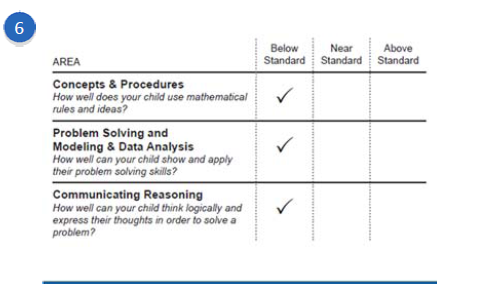 6
Below Near Above
AREA Standard Standard Standard
Concepts & Procedures
How well does your child use mathematical
rules and ideas?
Problem Solving and
Modeling & Data Analysis
How well can your child show and apply
their problem solving skills?
Communicating Reasoning
How well can your child think logically and
express their thoughts in order to solve a
problem?